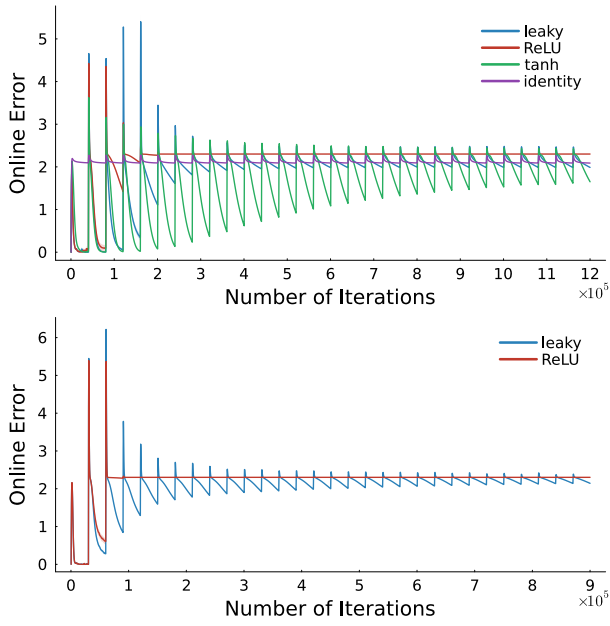 leaky
ReLU
tanh
identity
Online Error
5
4
3
2
1
0
0 1 2 3 4 5 6 7 8 9 10 11 12
×10⁵
Number of Iterations
leaky
ReLU
Online Error
6
5
4
3
2
1
0
0 1 2 3 4 5 6 7 8 9
×10⁵
Number of Iterations